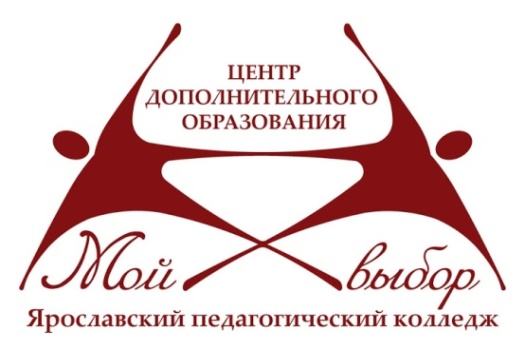 ЦЕНТР
ДОПОЛНИТЕЛЬНОГО
ОБРАЗОВАНИЯ
Мой выбор
Ярославский педагогический колледж